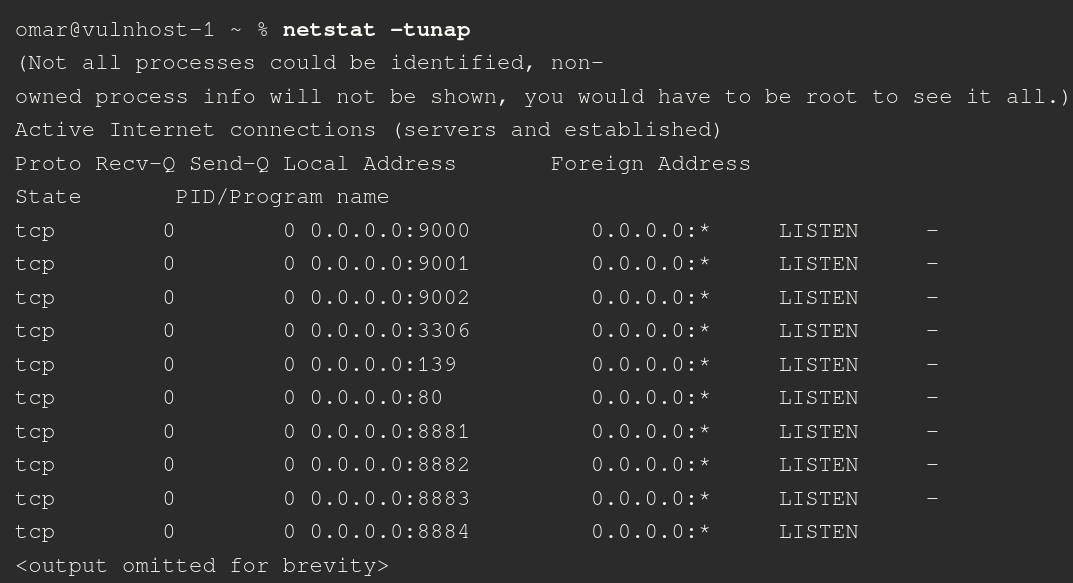 omar@vulnhost-1 ~ % netstat -tunap
(Not all processes could be identified, non-
owned process info will not be shown, you would have to be root to see it all.)
Active Internet connections (servers and established)
Proto Recv-Q Send-Q Local Address       Foreign Address
State       PID/Program name
tcp        0        0 0.0.0.0:9000         0.0.0.0:*     LISTEN     -
tcp        0        0 0.0.0.0:9001         0.0.0.0:*     LISTEN     -
tcp        0        0 0.0.0.0:9002         0.0.0.0:*     LISTEN     -
tcp        0        0 0.0.0.0:3306         0.0.0.0:*     LISTEN     -
tcp        0        0 0.0.0.0:139          0.0.0.0:*     LISTEN     -
tcp        0        0 0.0.0.0:80           0.0.0.0:*     LISTEN     -
tcp        0        0 0.0.0.0:8881         0.0.0.0:*     LISTEN     -
tcp        0        0 0.0.0.0:8882         0.0.0.0:*     LISTEN     -
tcp        0        0 0.0.0.0:8883         0.0.0.0:*     LISTEN     -
tcp        0        0 0.0.0.0:8884         0.0.0.0:*     LISTEN
<output omitted for brevity>